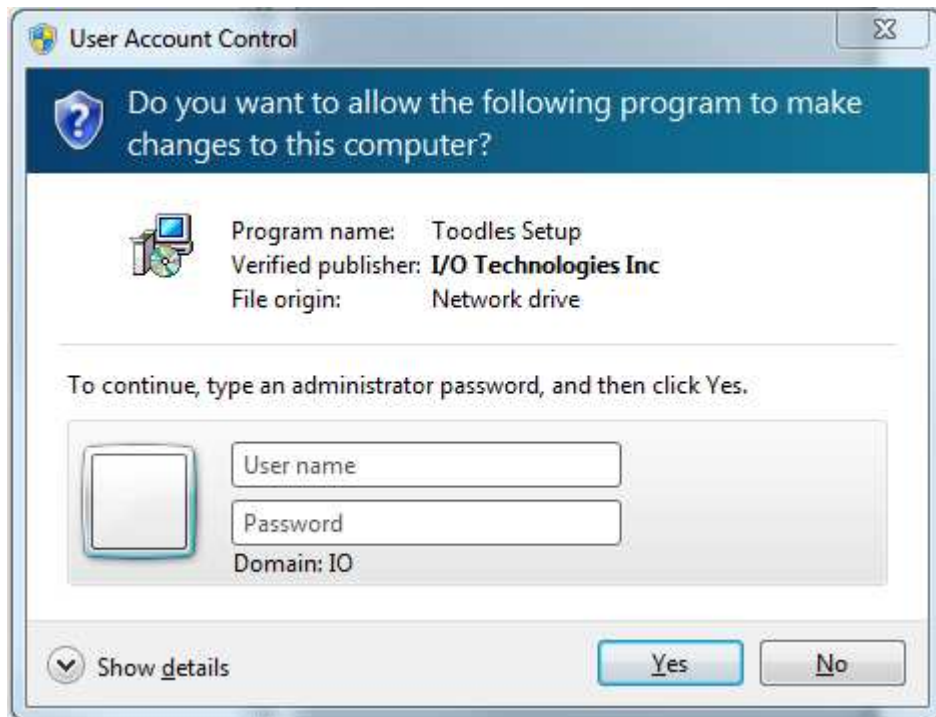 User Account Control
Do you want to allow the following program to make
changes to this computer?
Program name: Toodles Setup
Verified publisher: I/O Technologies Inc
File origin: Network drive
To continue, type an administrator password, and then click Yes.
User name
Password
Domain: IO
Show details
Yes
No